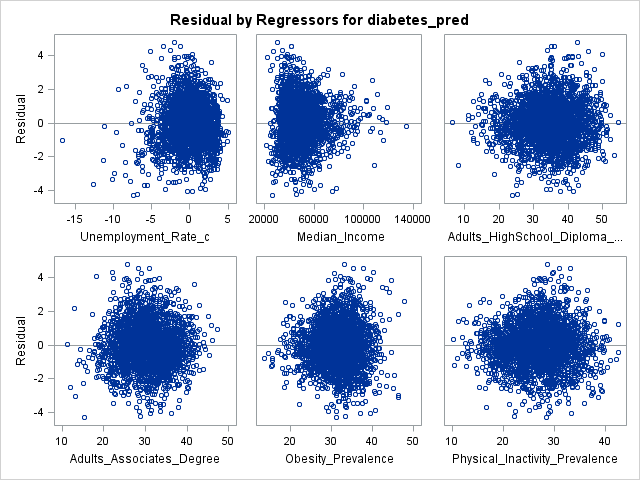 Residual by Regressors for diabetes_pred
Residual
4
2
0
-2
-4
-15 -10 -5 0 5
Unemployment_Rate_c
20000 60000 100000 140000
Median_Income
10 20 30 40 50
Adults_HighSchool_Diploma_...
Residual
4
2
0
-2
-4
10 20 30 40 50
Adults_Associates_Degree
20 30 40 50
Obesity_Prevalence
10 20 30 40
Physical_Inactivity_Prevalence